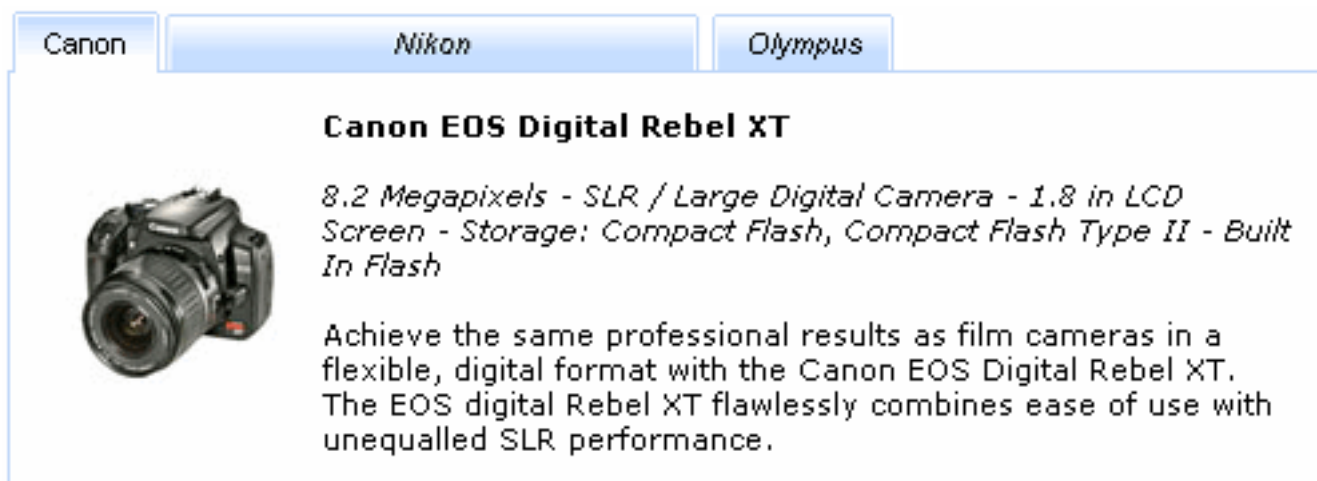 Canon Nikon Olympus
Canon EOS Digital Rebel XT
8.2 Megapixels - SLR / Large Digital Camera - 1.8 in LCD
Screen - Storage: Compact Flash, Compact Flash Type II - Built
In Flash
Achieve the same professional results as film cameras in a
flexible, digital format with the Canon EOS Digital Rebel XT.
The EOS digital Rebel XT flawlessly combines ease of use with
unequalled SLR performance.